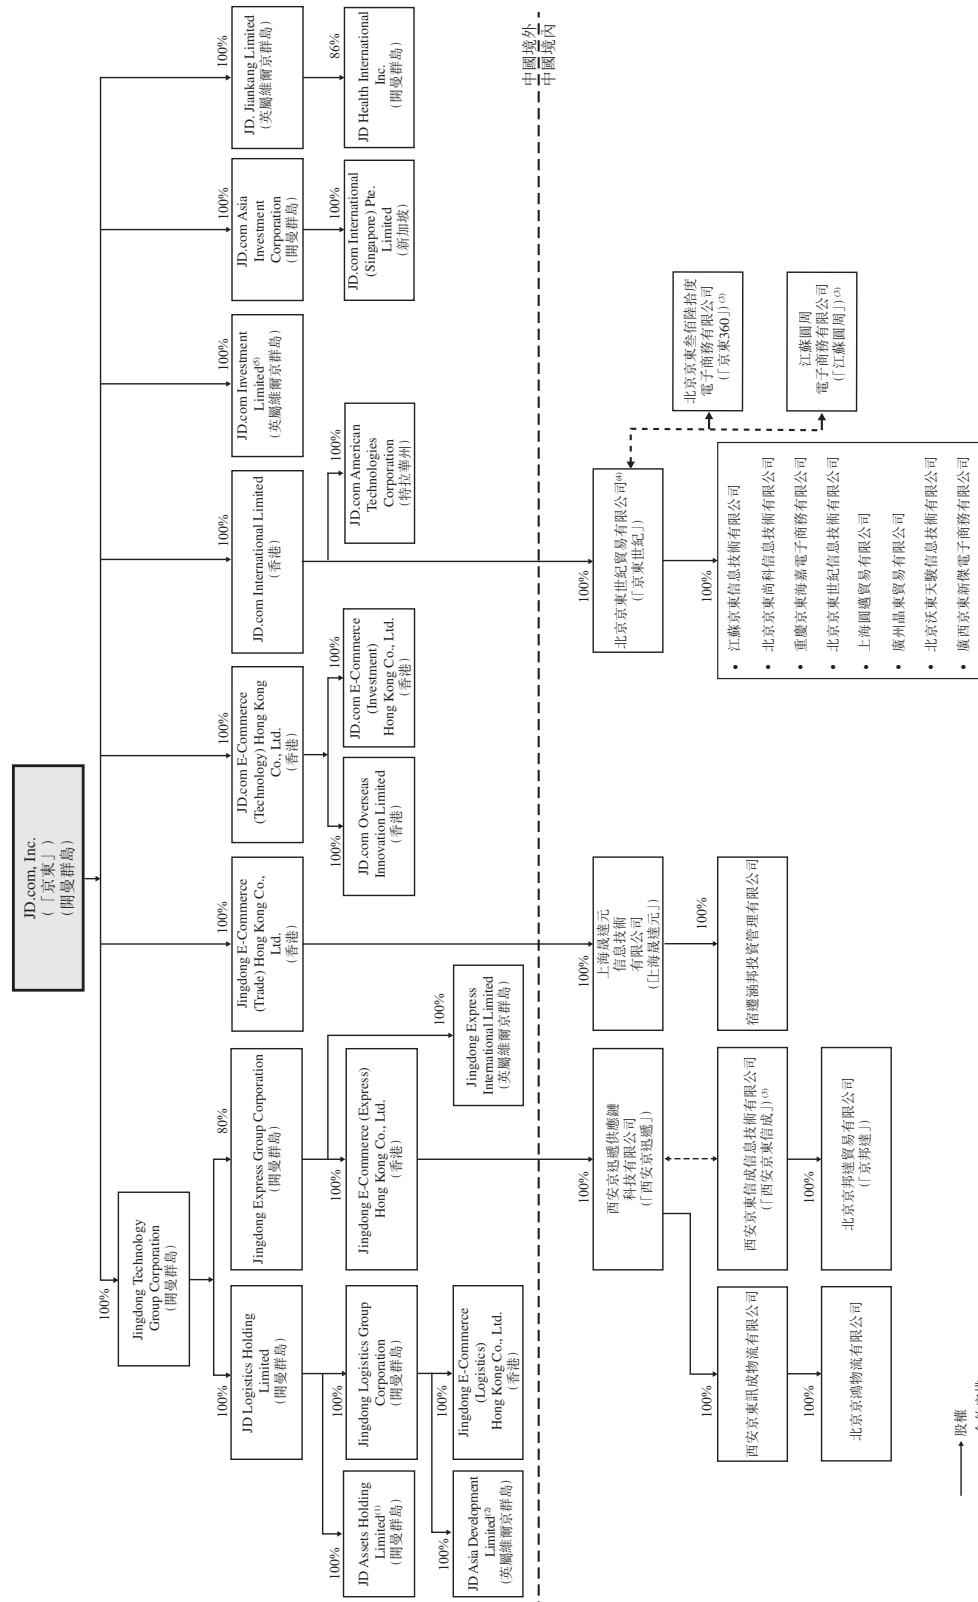 JD.com, Inc.
(「京東」)
(開曼群島)
100%
Jingdong Technology
Group Corporation
(開曼群島)
100%
JD Logistics Holding
Limited
(開曼群島)
80%
Jingdong Express Group Corporation
(開曼群島)
100%
Jingdong E-Commerce
(Trade) Hong Kong Co.,
Ltd.
(香港)
100%
JD.com E-Commerce
(Technology) Hong Kong
Co., Ltd.
(香港)
100%
JD.com International Limited
(香港)
100%
JD.com Investment
Limited(5)
(英屬維爾京群島)
100%
JD.com Asia
Investment
Corporation
(開曼群島)
100%
JD. Jiankang Limited
(英屬維爾京群島)
100%
JD Assets Holding
Limited(1)
(開曼群島)
100%
Jingdong Logistics Group
Corporation
(開曼群島)
100%
Jingdong E-Commerce (Express)
Hong Kong Co., Ltd.
(香港)
100%
JD.com Overseas
Innovation Limited
(香港)
100%
JD.com E-Commerce
(Investment)
Hong Kong Co., Ltd.
(香港)
100%
JD.com American
Technologies
Corporation
(特拉華州)
100%
JD.com International
(Singapore) Pte.
Limited
(新加坡)
86%
JD Health International
Inc.
(開曼群島)
100%
JD Asia Development
Limited(2)
(英屬維爾京群島)
100%
Jingdong E-Commerce
(Logistics)
Hong Kong Co., Ltd.
(香港)
100%
Jingdong Express
International Limited
(英屬維爾京群島)
中國境外
中國境內
100%
西安京迅遞供應鏈
科技有限公司
(「西安京迅遞」)
100%
上海晟達元
信息技術
有限公司
(「上海晟達元」)
100%
北京京東世紀貿易有限公司(4)
(「京東世紀」)
北京京東叁佰陸拾度
電子商務有限公司
(「京東360」)(3)
江蘇圓周
電子商務有限公司
(「江蘇圓周」)(3)
100%
西安京東訊成物流有限公司
西安京東信成信息技術有限公司
(「西安京東信成」)(3)
100%
宿遷涵邦投資管理有限公司
100%
• 江蘇京東信息技術有限公司
• 北京京東尚科信息技術有限公司
• 重慶京東海嘉電子商務有限公司
• 北京京東世紀信息技術有限公司
• 上海圓邁貿易有限公司
• 廣州晶東貿易有限公司
• 北京沃東天駿信息技術有限公司
• 廣西京東新傑電子商務有限公司
100%
北京京鴻物流有限公司
100%
北京京邦達貿易有限公司
(「京邦達」)
股權